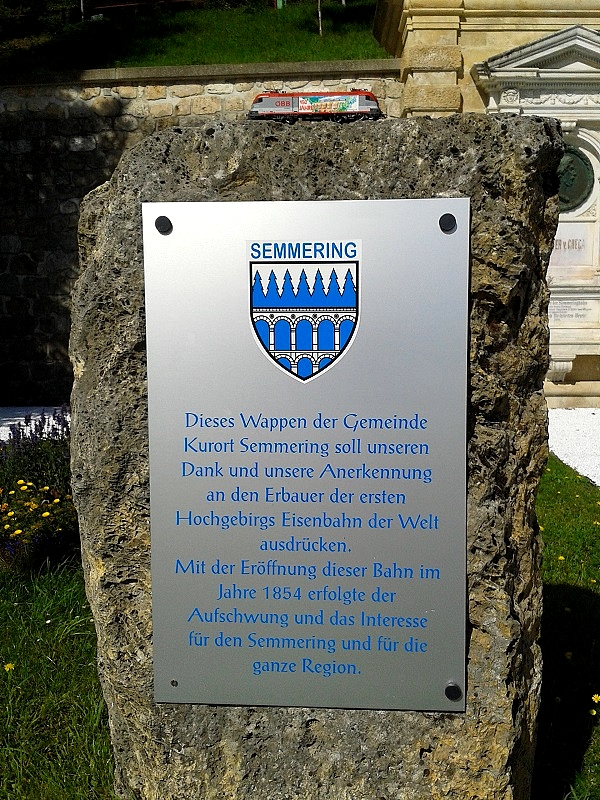 ÖBB
SEMMERING
Dieses Wappen der Gemeinde
Kurort Semmering soll unseren
Dank und unsere Anerkennung
an den Erbauer der ersten
Hochgebirgs Eisenbahn der Welt
ausdrücken.
Mit der Eröffnung dieser Bahn im
Jahre 1854 erfolgte der
Aufschwung und das Interesse
für den Semmering und für die
ganze Region.